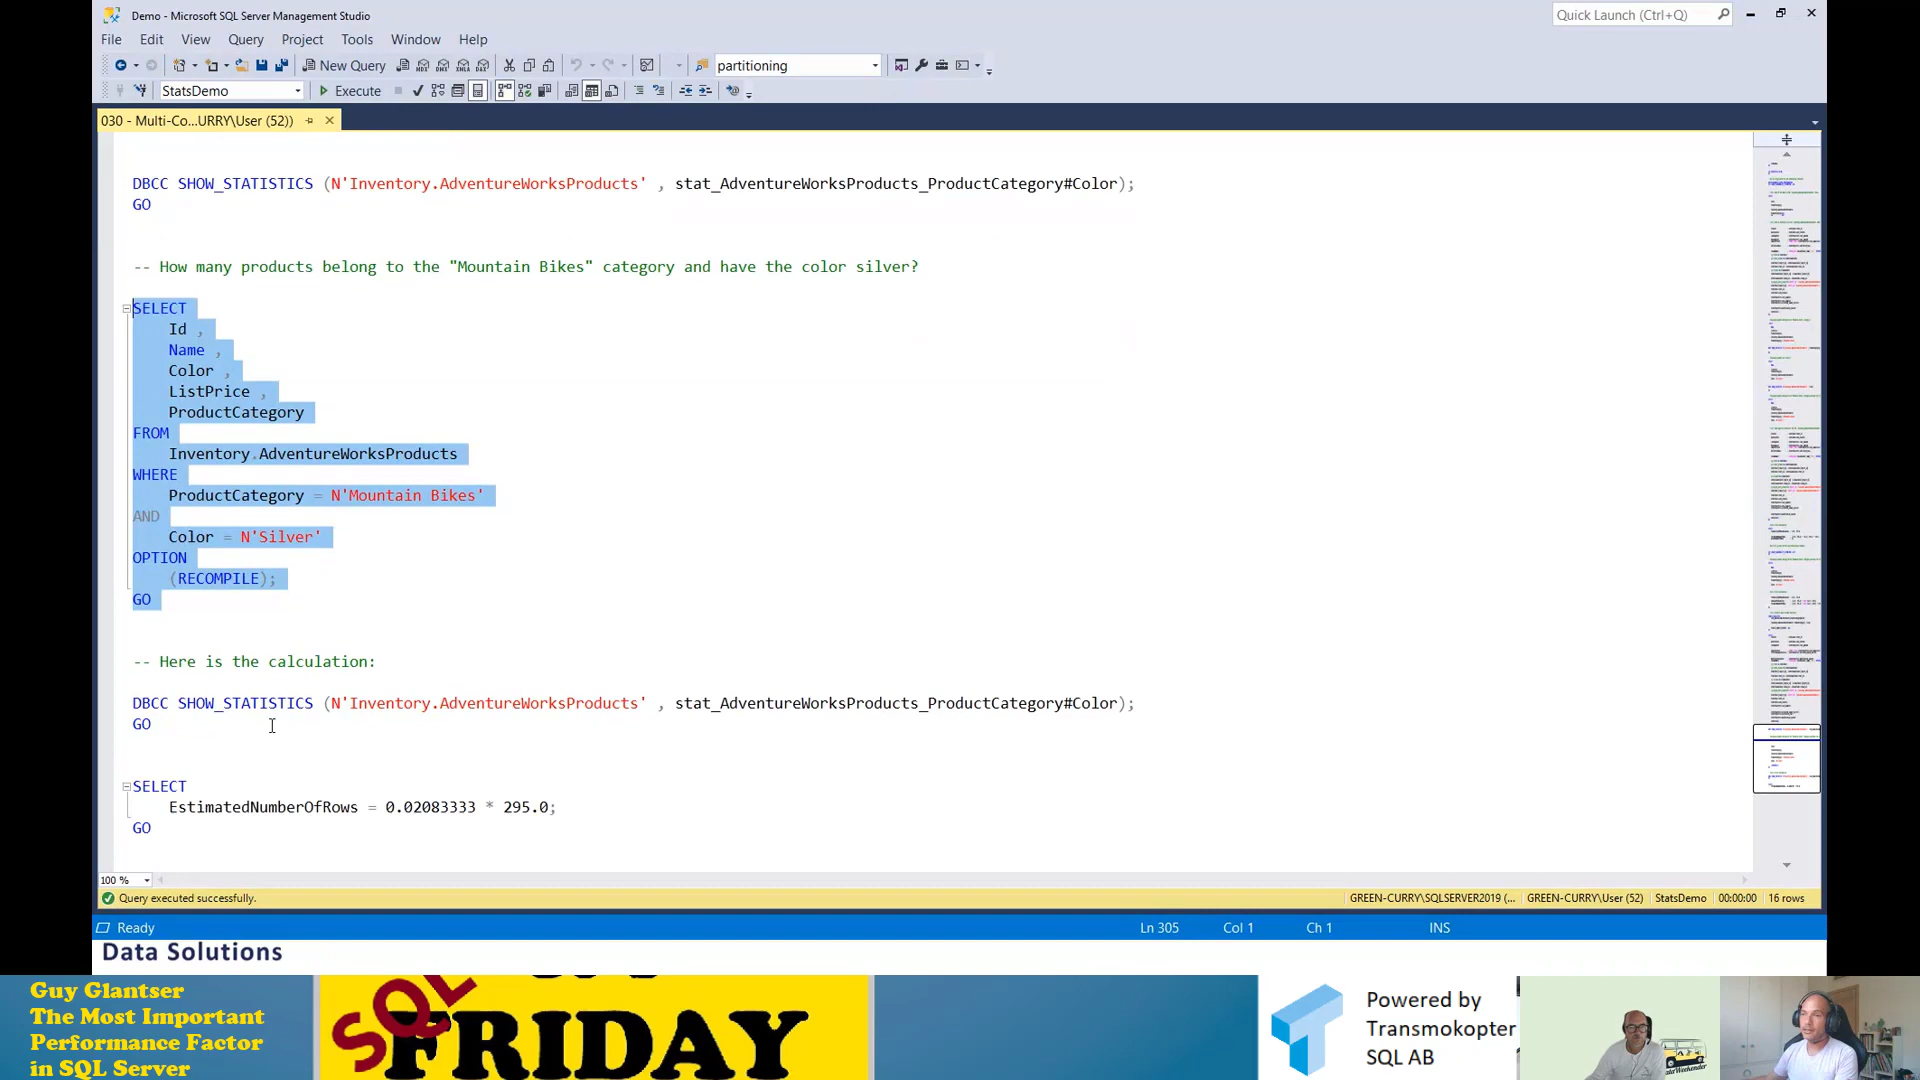 Demo - Microsoft SQL Server Management Studio
Quick Launch (Ctrl+Q)
File Edit View Query Project Tools Window Help
New Query
partitioning
StatsDemo
Execute
030 - Multi-Co...URRY\User (52))
DBCC SHOW_STATISTICS (N'Inventory.AdventureWorksProducts' , stat_AdventureWorksProducts_ProductCategory#Color);
GO
-- How many products belong to the "Mountain Bikes" category and have the color silver?
SELECT
Id ,
Name ,
Color ,
ListPrice ,
ProductCategory
FROM
Inventory.AdventureWorksProducts
WHERE
ProductCategory = N'Mountain Bikes'
AND
Color = N'Silver'
OPTION
(RECOMPILE);
GO
-- Here is the calculation:
DBCC SHOW_STATISTICS (N'Inventory.AdventureWorksProducts' , stat_AdventureWorksProducts_ProductCategory#Color);
GO
SELECT
EstimatedNumberOfRows = 0.02083333 * 295.0;
GO
100 %
Query executed successfully.
GREEN-CURRY\SQLSERVER2019 (...
GREEN-CURRY\User (52)
StatsDemo
00:00:00
16 rows
Ready
Ln 305
Col 1
Ch 1
INS
Data Solutions
Guy Glantser
The Most Important
Performance Factor
in SQL Server
SQL
FRIDAY
Powered by
Transmokopter
SQL AB